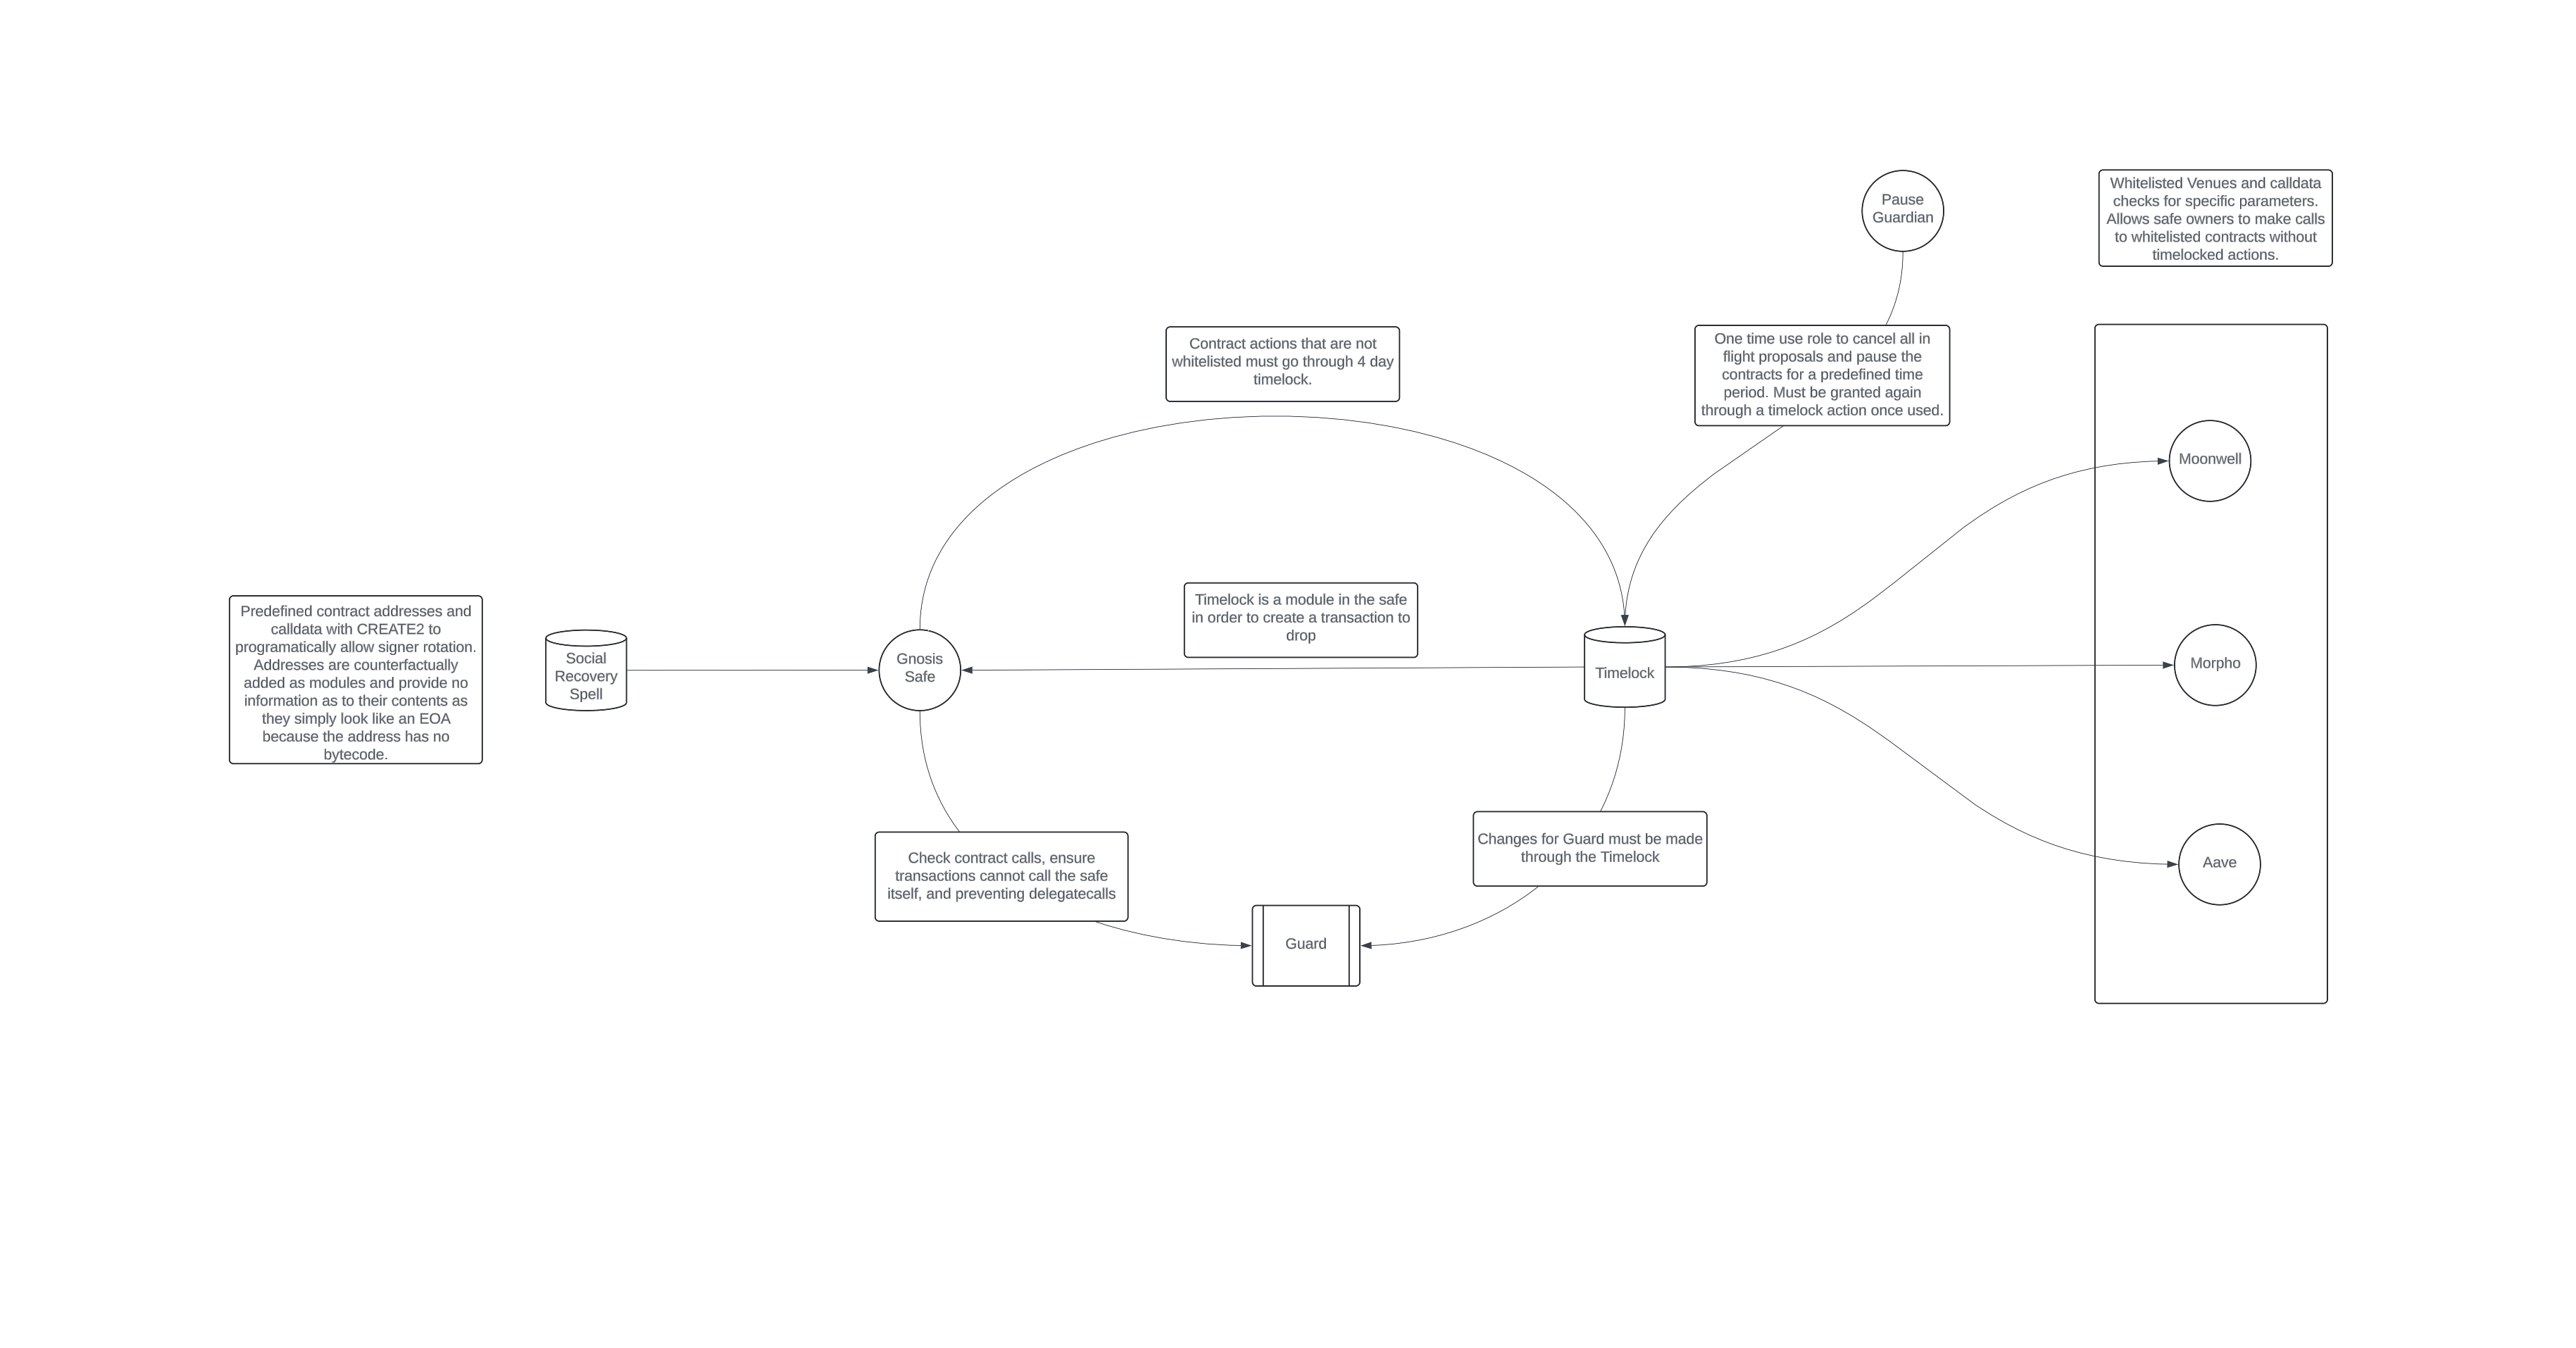 Pause
Guardian
Whitelisted Venues and calldata
checks for specific parameters.
Allows safe owners to make calls
to whitelisted contracts without
timelocked actions.
Contract actions that are not
whitelisted must go through 4 day
timelock.
One time use role to cancel all in
flight proposals and pause the
contracts for a predefined time
period. Must be granted again
through a timelock action once used.
Moonwell
Timelock is a module in the safe
in order to create a transaction to
drop
Predefined contract addresses and
calldata with CREATE2 to
programatically allow signer rotation.
Addresses are counterfactually
added as modules and provide no
information as to their contents as
they simply look like an EOA
because the address has no
bytecode.
Social
Recovery
Spell
Gnosis
Safe
Timelock
Morpho
Check contract calls, ensure
transactions cannot call the safe
itself, and preventing delegatecalls
Changes for Guard must be made
through the Timelock
Aave
Guard